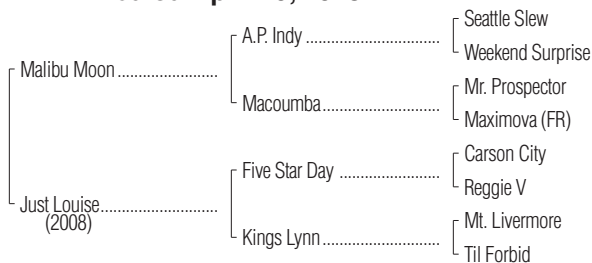 Seattle Slew
A.P. Indy ................................
Weekend Surprise
Malibu Moon .......................
Mr. Prospector
Macoumba............................
Maximova (FR)
Carson City
Five Star Day ........................
Reggie V
Just Louise...........................
(2008)
Mt. Livermore
Kings Lynn............................
Til Forbid